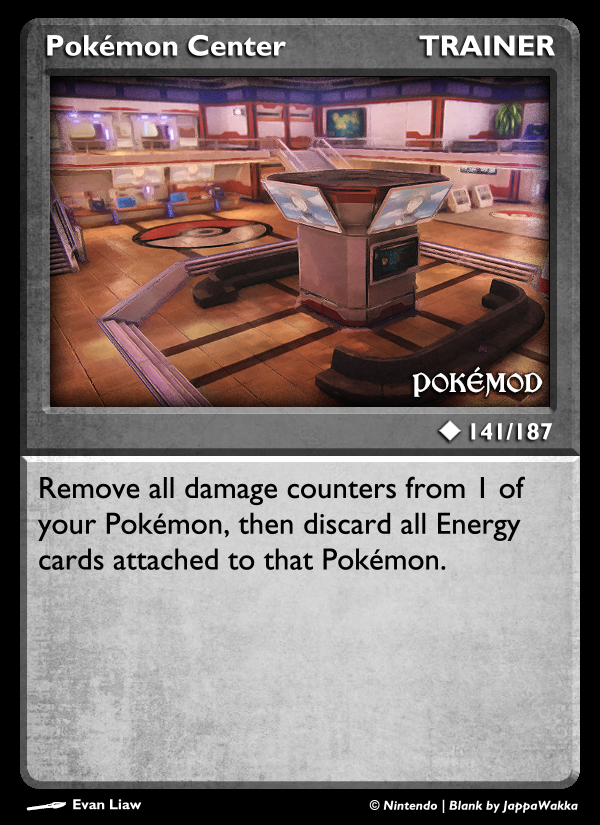 Pokémon Center TRAINER
POKÉMOD
141/187
Remove all damage counters from 1 of
your Pokémon, then discard all Energy
cards attached to that Pokémon.
Evan Liaw © Nintendo | Blank by JappaWakka